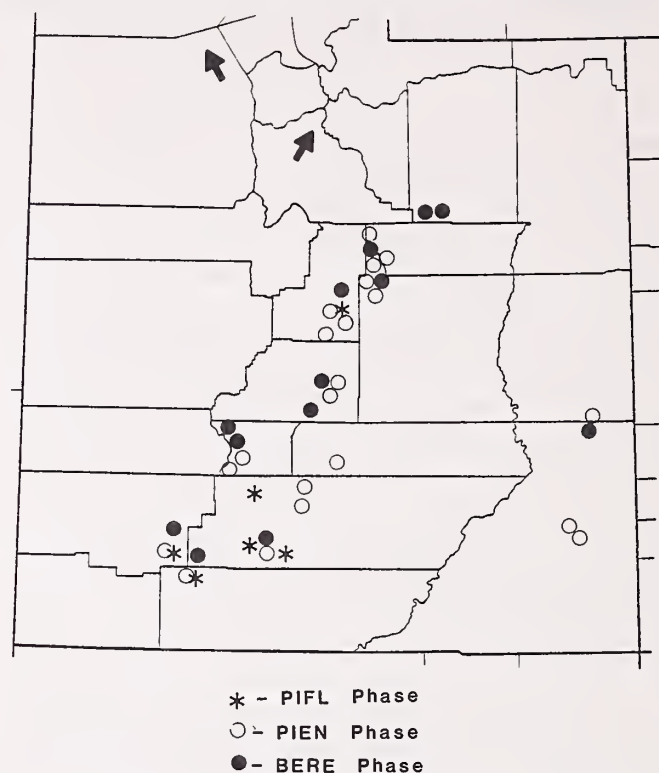 * - PIFL Phase
○ - PIEN Phase
● - BERE Phase